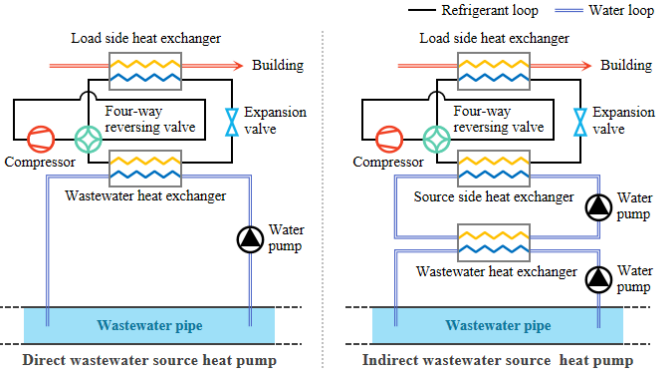 Refrigerant loop
Water loop
Load side heat exchanger
Building
Four-way
reversing valve
Expansion
valve
Compressor
Wastewater heat exchanger
Water
pump
Wastewater pipe
Direct wastewater source heat pump
Load side heat exchanger
Building
Four-way
reversing valve
Expansion
valve
Compressor
Source side heat exchanger
Water
pump
Wastewater heat exchanger
Water
pump
Wastewater pipe
Indirect wastewater source heat pump